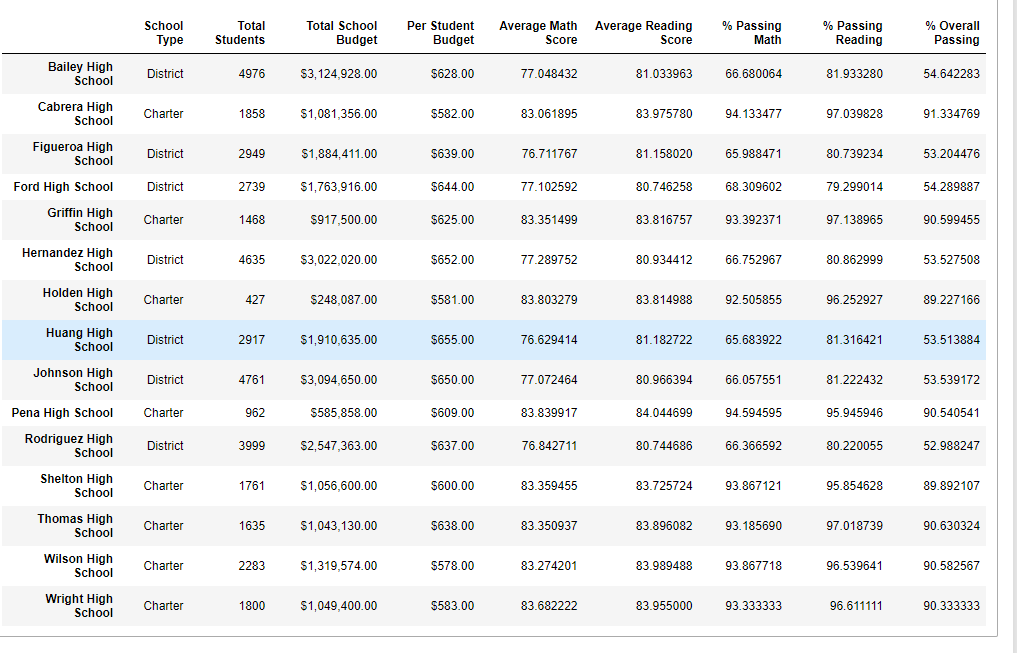 School Type Total Students Total School Budget Per Student Budget Average Math Score Average Reading Score % Passing Math % Passing Reading % Overall Passing
Bailey High School District 4976 $3,124,928.00 $628.00 77.048432 81.033963 66.680064 81.933280 54.642283
Cabrera High School Charter 1858 $1,081,356.00 $582.00 83.061895 83.975780 94.133477 97.039828 91.334769
Figueroa High School District 2949 $1,884,411.00 $639.00 76.711767 81.158020 65.988471 80.739234 53.204476
Ford High School District 2739 $1,763,916.00 $644.00 77.102592 80.746258 68.309602 79.299014 54.289887
Griffin High School Charter 1468 $917,500.00 $625.00 83.351499 83.816757 93.392371 97.138965 90.599455
Hernandez High School District 4635 $3,022,020.00 $652.00 77.289752 80.934412 66.752967 80.862999 53.527508
Holden High School Charter 427 $248,087.00 $581.00 83.803279 83.814988 92.505855 96.252927 89.227166
Huang High School District 2917 $1,910,635.00 $655.00 76.629414 81.182722 65.683922 81.316421 53.513884
Johnson High School District 4761 $3,094,650.00 $650.00 77.072464 80.966394 66.057551 81.222432 53.539172
Pena High School Charter 962 $585,858.00 $609.00 83.839917 84.044699 94.594595 95.945946 90.540541
Rodriguez High School District 3999 $2,547,363.00 $637.00 76.842711 80.744686 66.366592 80.220055 52.988247
Shelton High School Charter 1761 $1,056,600.00 $600.00 83.359455 83.725724 93.867121 95.854628 89.892107
Thomas High School Charter 1635 $1,043,130.00 $638.00 83.350937 83.896082 93.185690 97.018739 90.630324
Wilson High School Charter 2283 $1,319,574.00 $578.00 83.274201 83.989488 93.867718 96.539641 90.582567
Wright High School Charter 1800 $1,049,400.00 $583.00 83.682222 83.955000 93.333333 96.611111 90.333333